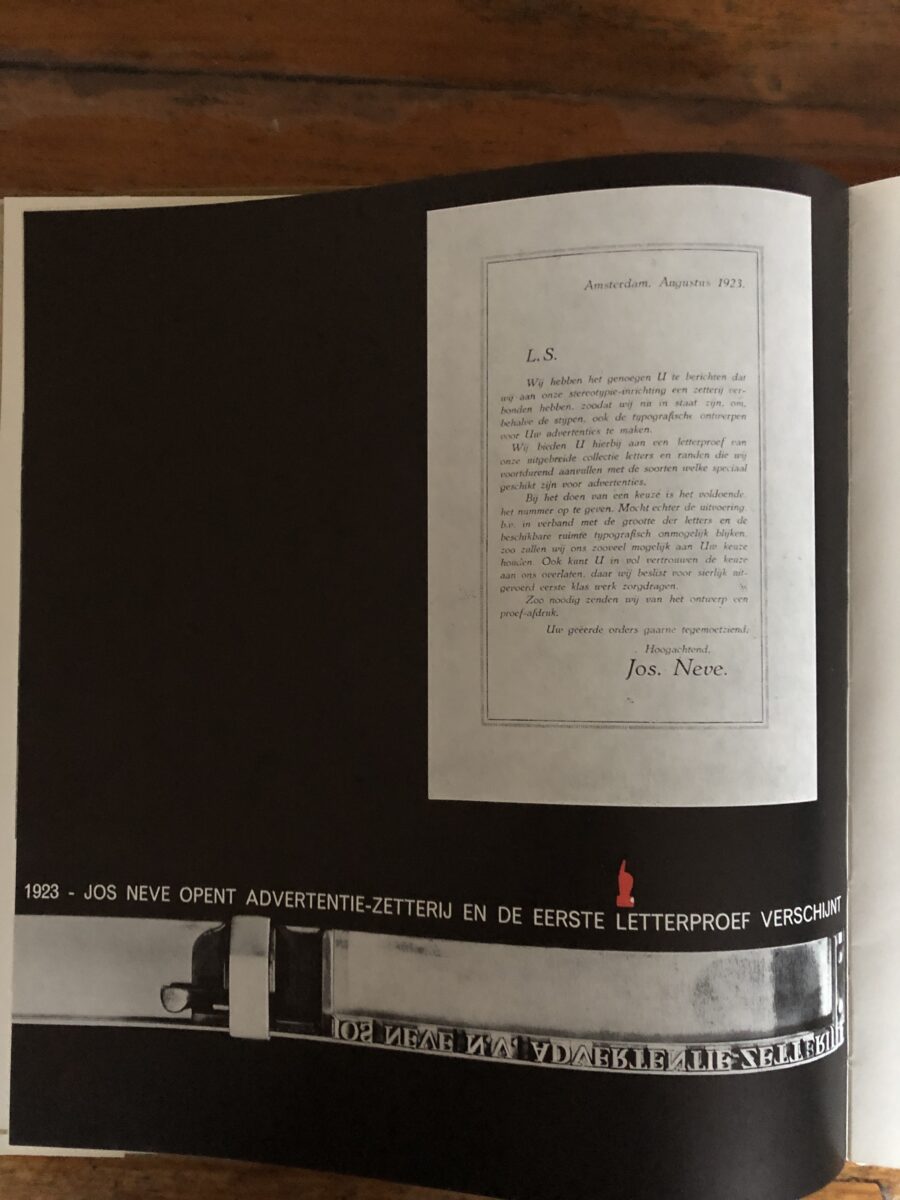 Amsterdam, Augustus 1923.
L.S.
Wij hebben het genoegen U te berichten dat
wij aan onze stereotypie-inrichting een zetterij ver-
bonden hebben, zoodat wij nu in staat zijn, om,
behalve de stypen, ook de typografische ontwerpen
voor Uw advertenties te maken.
Wij bieden U hierbij aan een letterproef van
onze uitgebreide collectie letters en randen die wij
voortdurend aanvullen met de soorten welke speciaal
geschikt zijn voor advertenties.
Bij het doen van een keuze is het voldoende,
het nummer op te geven. Mocht echter de uitvoering
b.v. in verband met de grootte der letters en de
beschikbare ruimte typografisch onmogelijk blijken,
zoo zullen wij ons zooveel mogelijk aan Uw keuze
houden. Ook kunt U in vol vertrouwen de keuze
aan ons overlaten, daar wij beslist voor sierlijk uit-
gevoerd eerste klas werk zorgdragen.
Zoo noodig zenden wij van het ontwerp een
proef-afdruk.
Uw geëerde orders gaarne tegemoetziend,
Hoogachtend,
Jos. Neve.
1923 - JOS NEVE OPENT ADVERTENTIE-ZETTERIJ EN DE EERSTE LETTERPROEF VERSCHIJNT
JOS NEVE N.V. ADVERTENTIE-ZETTERIJ